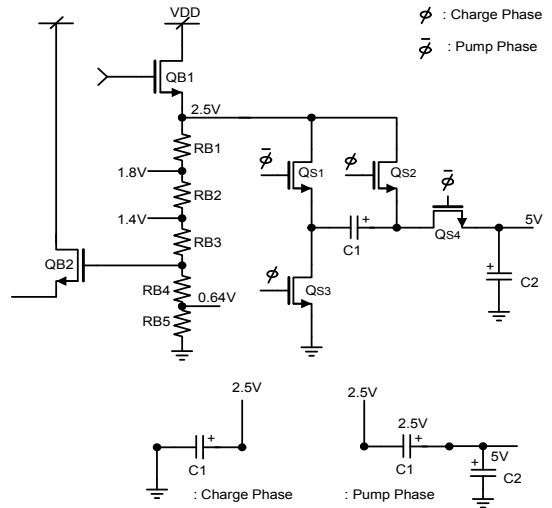 VDD
ϕ : Charge Phase
ϕ̅ : Pump Phase
QB1
2.5V
RB1
ϕ̅
QS1
ϕ
QS2
1.8V
RB2
ϕ̅
1.4V
+
C1
QS4
5V
RB3
QB2
+
C2
RB4
0.64V
ϕ
QS3
RB5
2.5V
2.5V
+
C1
2.5V
+
C1
5V
+
C2
: Charge Phase
: Pump Phase